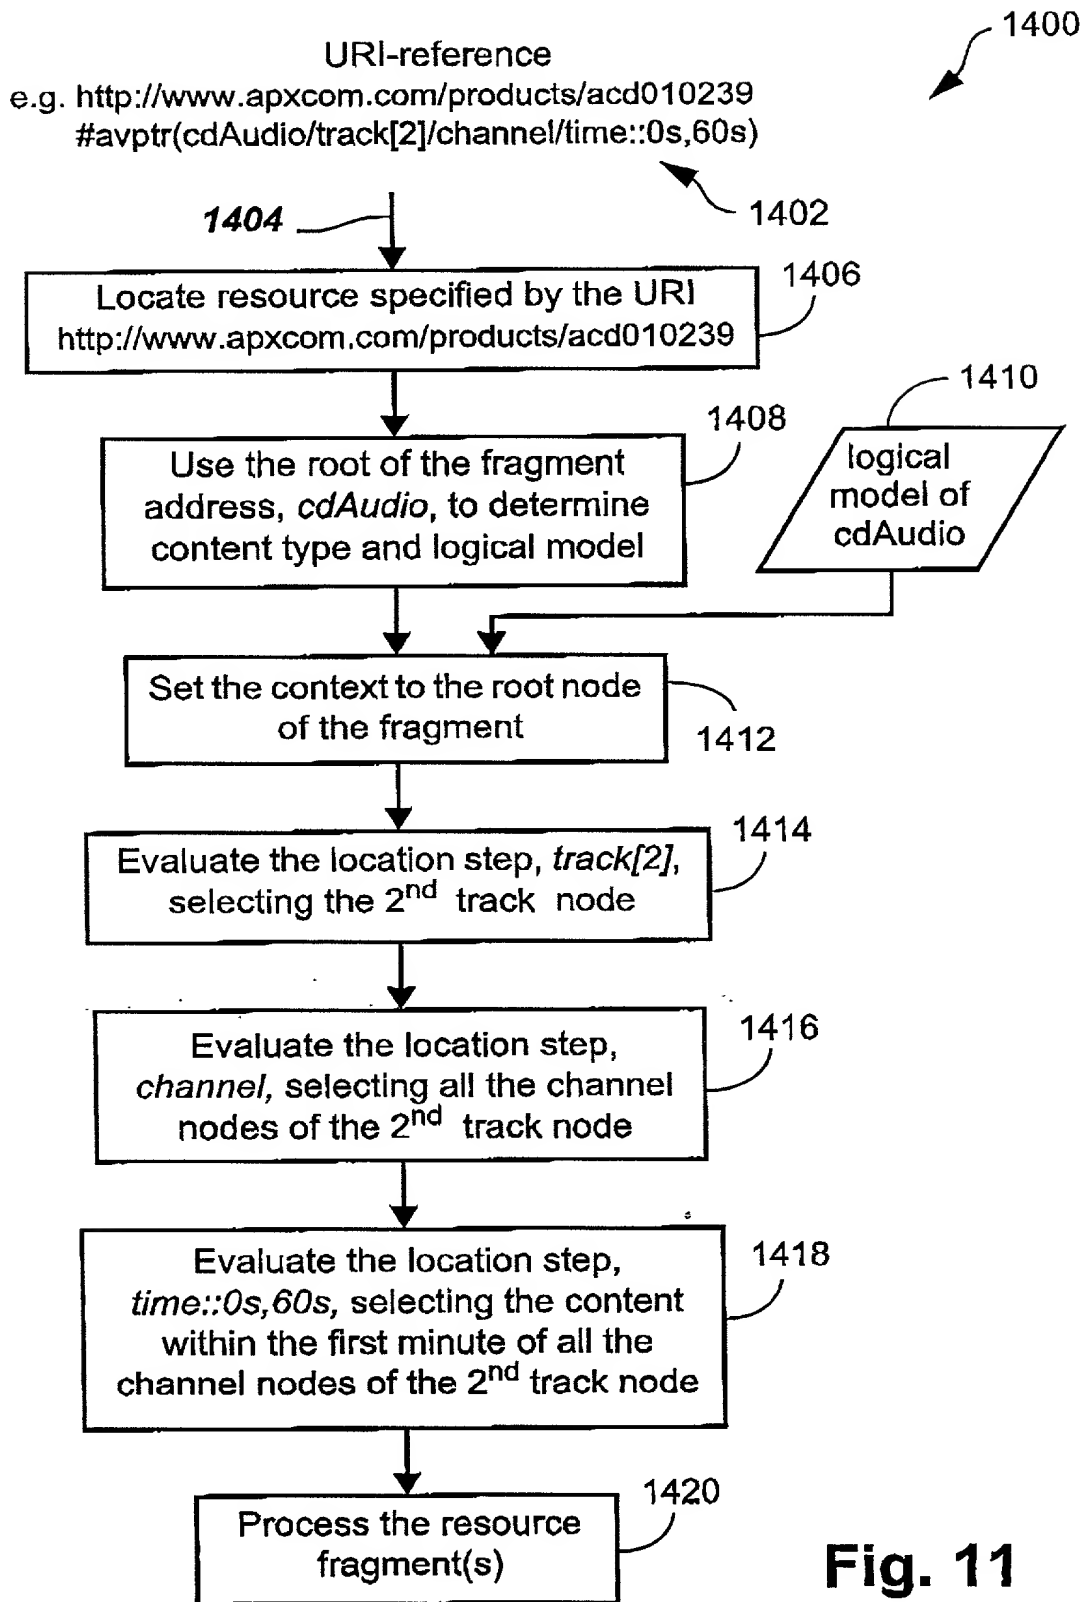 1400
URI-reference
e.g. http://www.apxcom.com/products/acd010239
#avptr(cdAudio/track[2]/channel/time::0s,60s)
1402
1404
1406
Locate resource specified by the URI
http://www.apxcom.com/products/acd010239
1408
Use the root of the fragment
address, cdAudio, to determine
content type and logical model
1410
logical
model of
cdAudio
Set the context to the root node
of the fragment
1412
1414
Evaluate the location step, track[2],
selecting the 2nd track node
1416
Evaluate the location step,
channel, selecting all the channel
nodes of the 2nd track node
1418
Evaluate the location step,
time::0s,60s, selecting the content
within the first minute of all the
channel nodes of the 2nd track node
1420
Process the resource
fragment(s)
Fig. 11